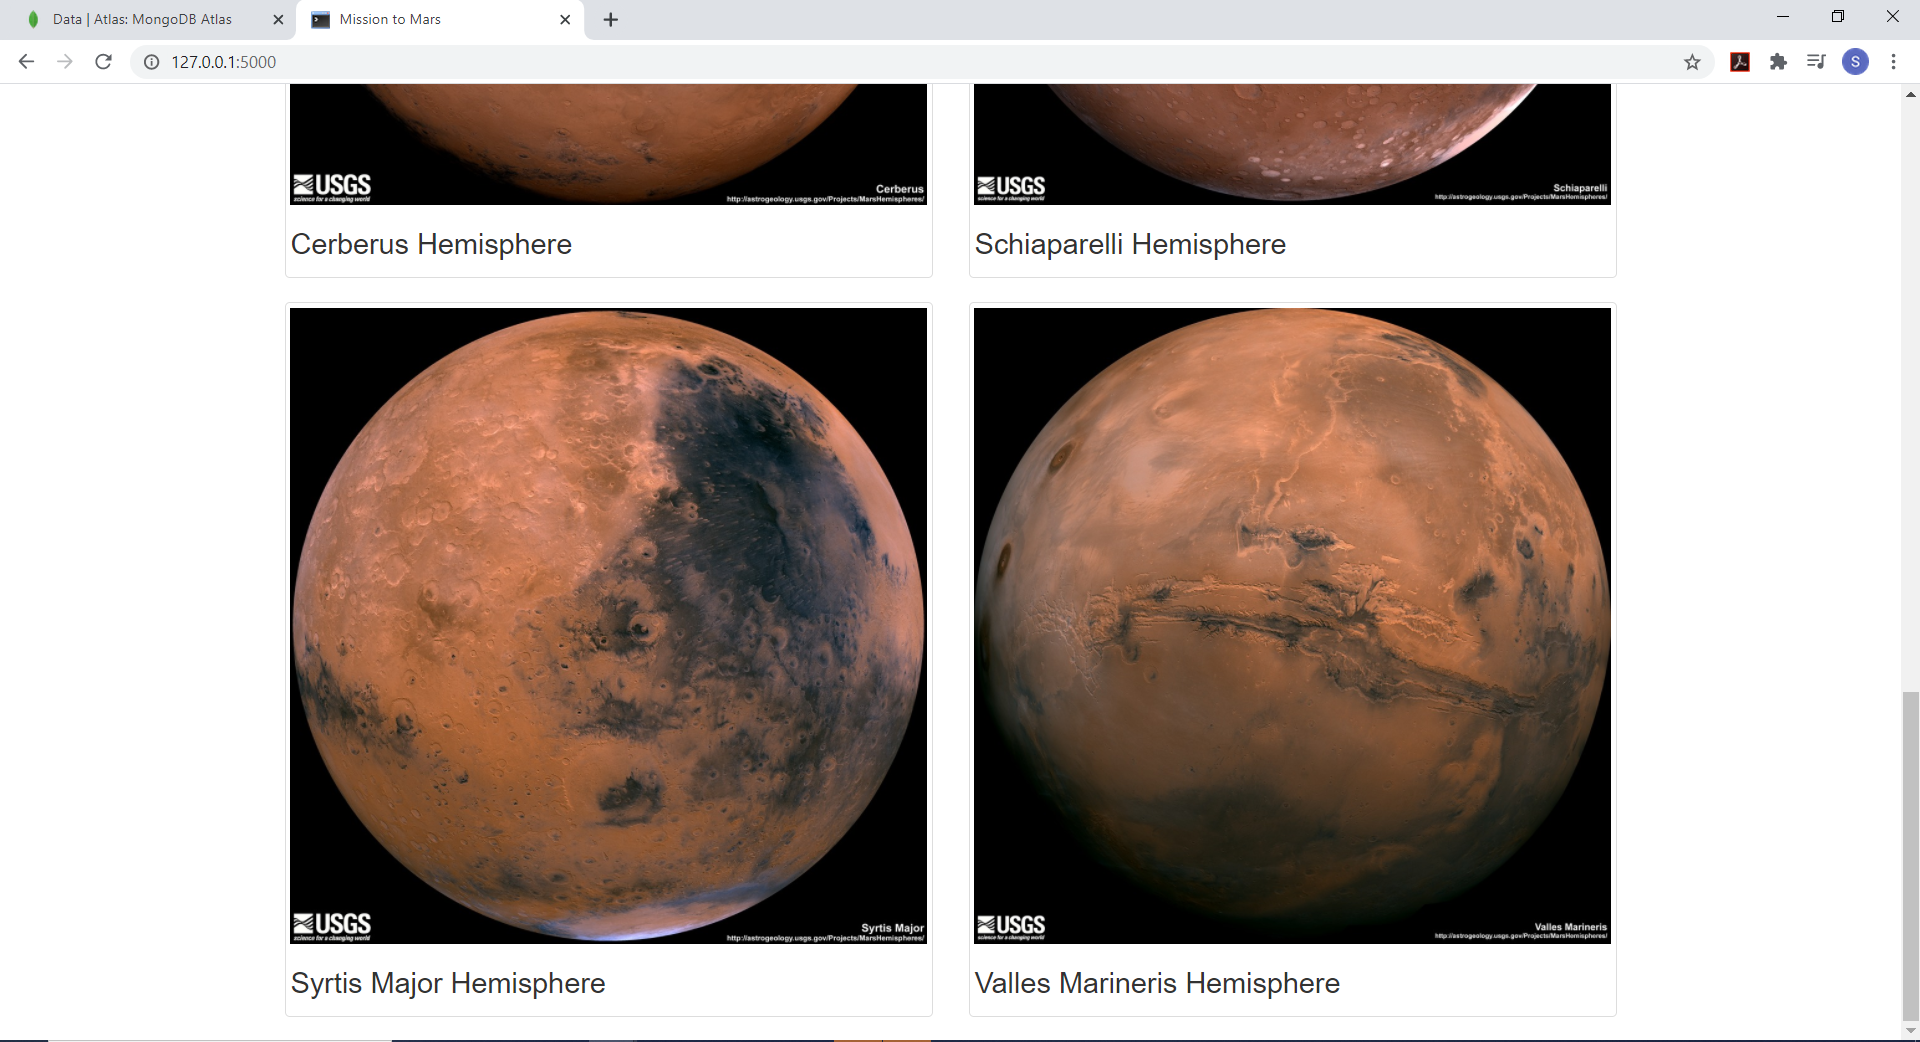 Data | Atlas: MongoDB Atlas
Mission to Mars
127.0.0.1:5000
S
USGS
science for a changing world
Cerberus
http://astrogeology.usgs.gov/Projects/MarsHemispheres/
USGS
science for a changing world
Schiaparelli
http://astrogeology.usgs.gov/Projects/MarsHemispheres/
Cerberus Hemisphere
Schiaparelli Hemisphere
USGS
science for a changing world
Syrtis Major
http://astrogeology.usgs.gov/Projects/MarsHemispheres/
USGS
science for a changing world
Valles Marineris
http://astrogeology.usgs.gov/Projects/MarsHemispheres/
Syrtis Major Hemisphere
Valles Marineris Hemisphere